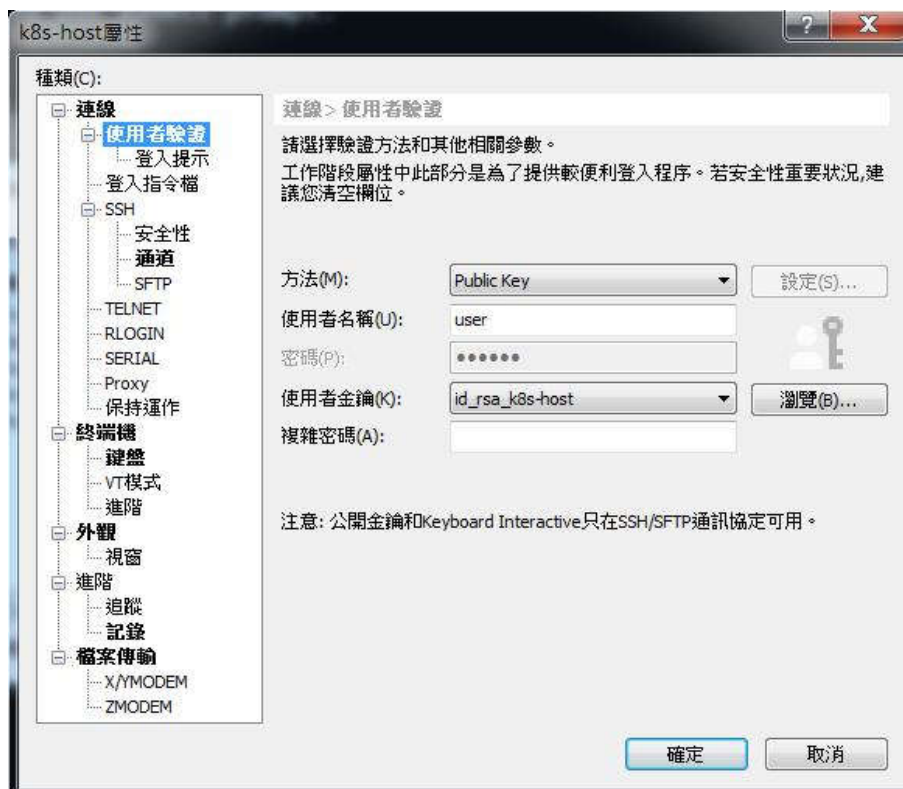 k8s-host屬性
種類(C):
連線
使用者驗證
登入提示
登入指令檔
SSH
安全性
通道
SFTP
TELNET
RLOGIN
SERIAL
Proxy
保持運作
終端機
鍵盤
VT模式
進階
外觀
視窗
進階
追蹤
記錄
檔案傳輸
X/YMODEM
ZMODEM
連線 > 使用者驗證
請選擇驗證方法和其他相關參數。
工作階段屬性中此部分是為了提供較便利登入程序。若安全性重要狀況,建
議您清空欄位。
方法(M): Public Key 設定(S)...
使用者名稱(U): user
密碼(P): ●●●●●●
使用者金鑰(K): id_rsa_k8s-host 瀏覽(B)...
複雜密碼(A):
注意: 公開金鑰和Keyboard Interactive只在SSH/SFTP通訊協定可用。
確定 取消